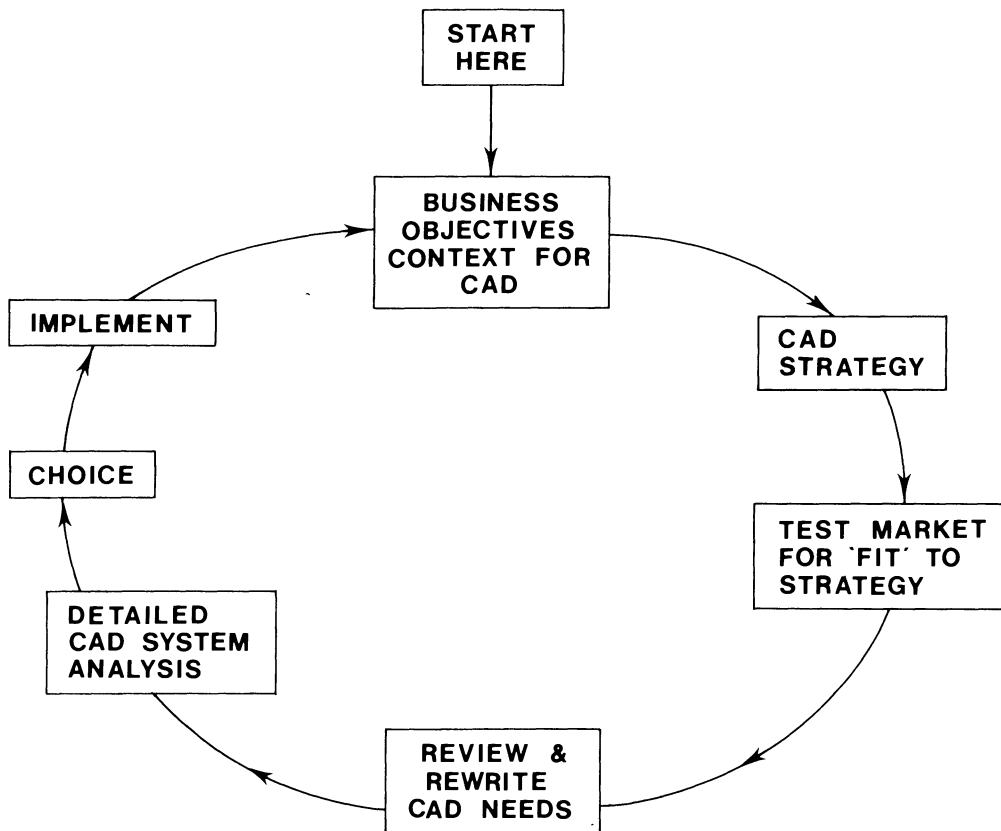 START
HERE
BUSINESS
OBJECTIVES
CONTEXT FOR
CAD
CAD
STRATEGY
TEST MARKET
FOR 'FIT' TO
STRATEGY
REVIEW &
REWRITE
CAD NEEDS
DETAILED
CAD SYSTEM
ANALYSIS
CHOICE
IMPLEMENT